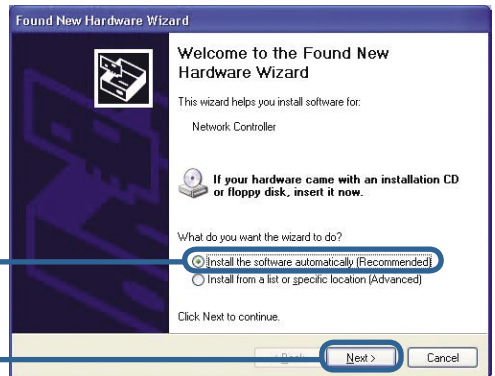 Found New Hardware Wizard
Welcome to the Found New
Hardware Wizard
This wizard helps you install software for:
Network Controller
If your hardware came with an installation CD
or floppy disk, insert it now.
What do you want the wizard to do?
Install the software automatically (Recommended)
Install from a list or specific location (Advanced)
Click Next to continue.
< Back
Next >
Cancel